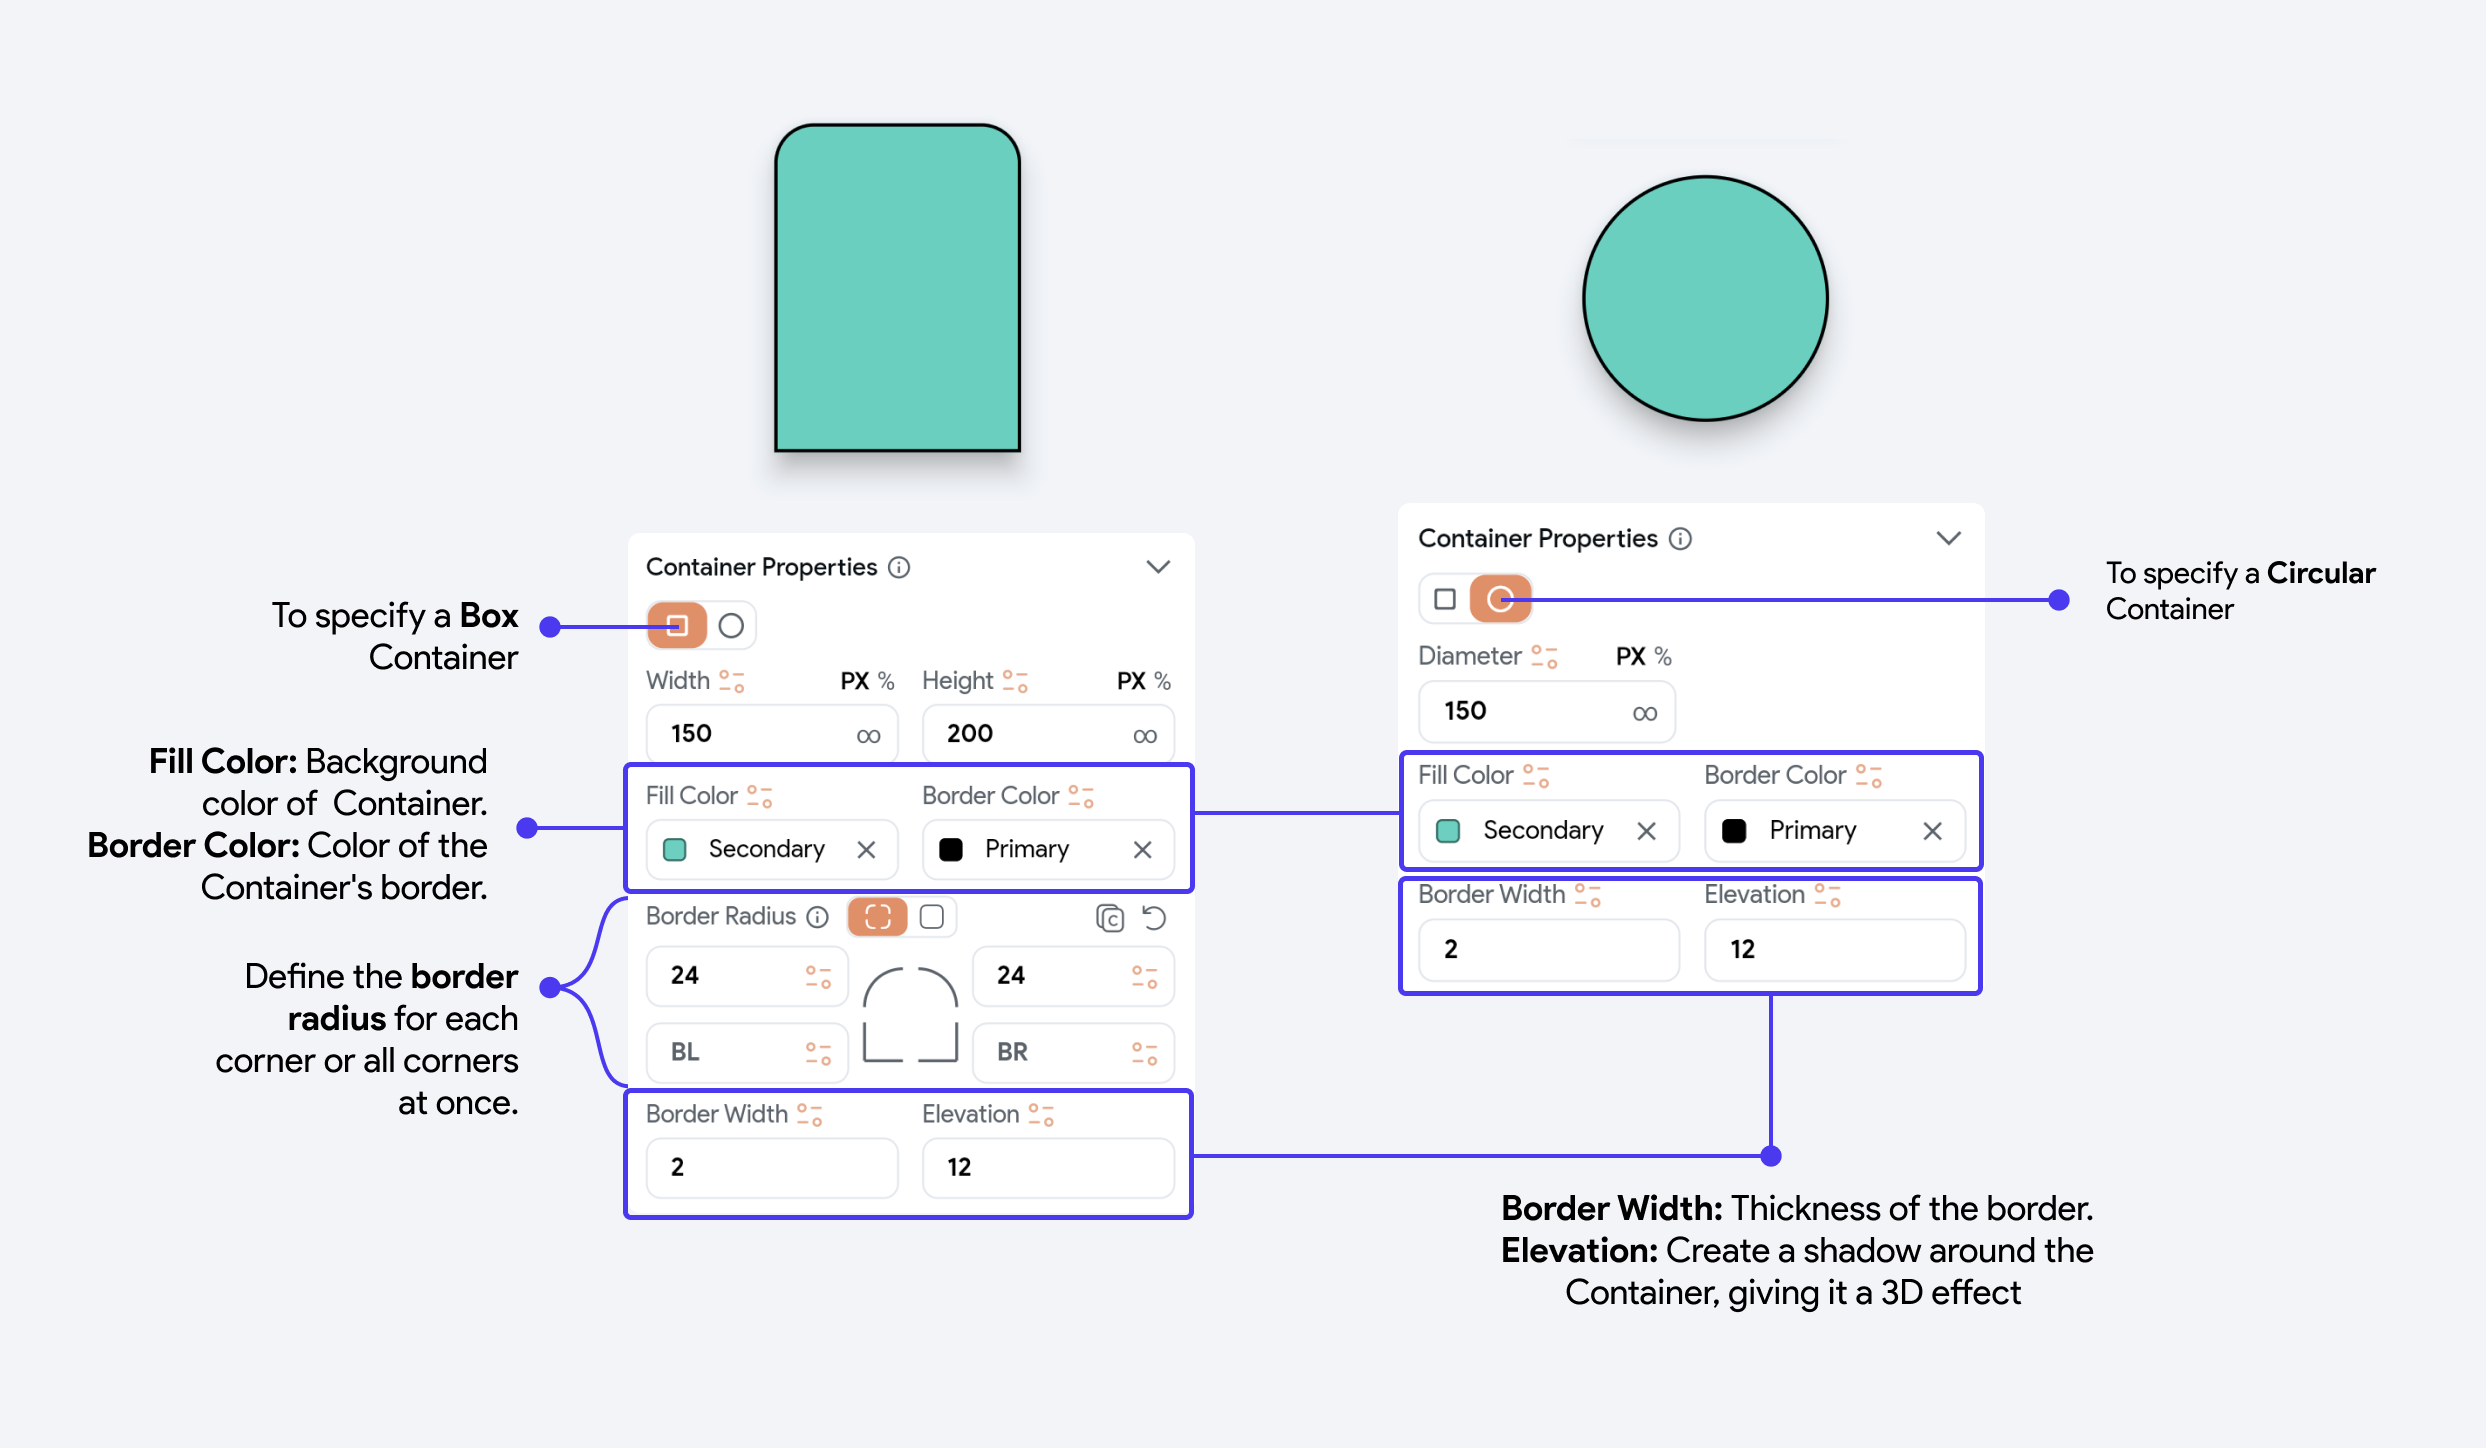 Container Properties
To specify a Box
Container
Width PX %
Height PX %
150 ∞
200 ∞
Fill Color: Background
color of  Container.
Border Color: Color of the
Container's border.
Fill Color
Border Color
Secondary
Primary
Border Radius
C
24
24
BL
BR
Define the border
radius for each
corner or all corners
at once.
Border Width
Elevation
2
12
Container Properties
To specify a Circular
Container
Diameter PX %
150 ∞
Fill Color
Border Color
Secondary
Primary
Border Width
Elevation
2
12
Border Width: Thickness of the border.
Elevation: Create a shadow around the
Container, giving it a 3D effect